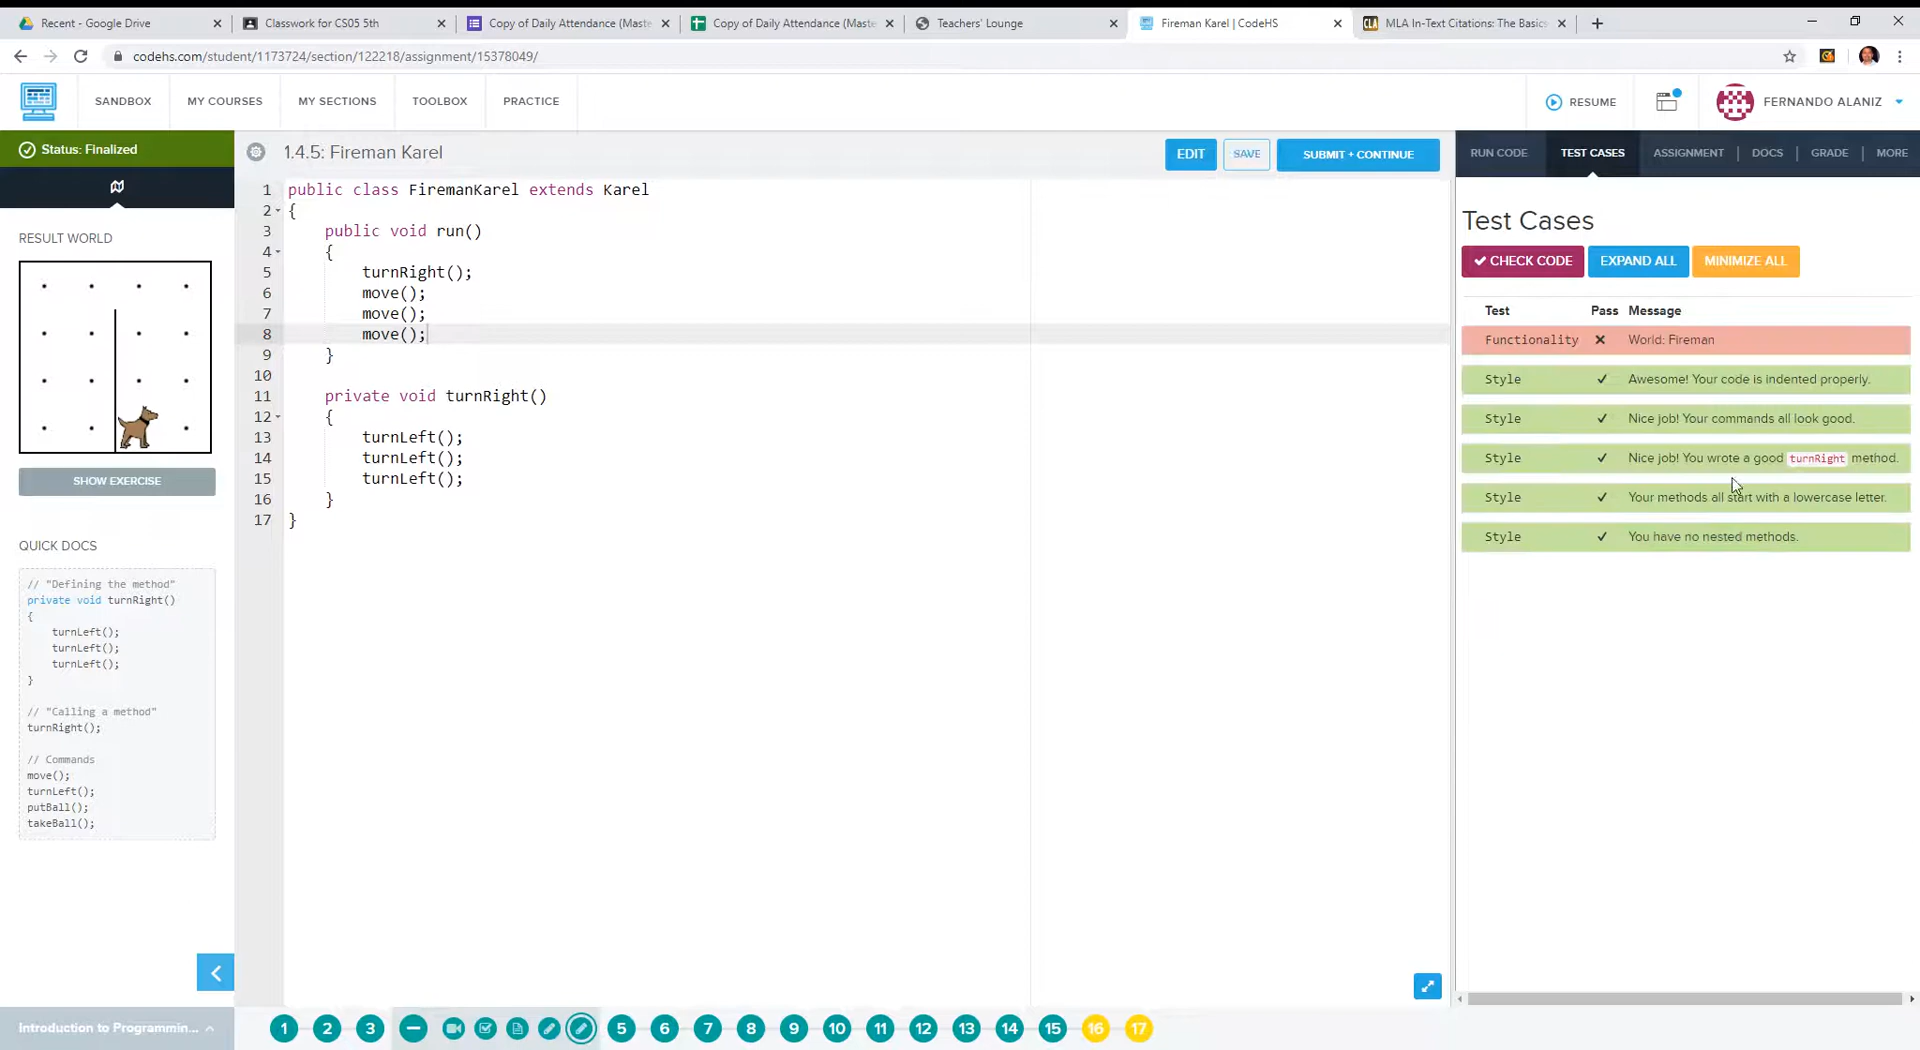 Recent - Google Drive
Classwork for CS05 5th
Copy of Daily Attendance (Maste
Copy of Daily Attendance (Maste
Teachers' Lounge
Fireman Karel | CodeHS
MLA In-Text Citations: The Basics
codehs.com/student/1173724/section/122218/assignment/15378049/
SANDBOX
MY COURSES
MY SECTIONS
TOOLBOX
PRACTICE
RESUME
FERNANDO ALANIZ
Status: Finalized
RESULT WORLD
SHOW EXERCISE
QUICK DOCS
// "Defining the method"
private void turnRight()
{
turnLeft();
turnLeft();
turnLeft();
}
// "Calling a method"
turnRight();
// Commands
move();
turnLeft();
putBall();
takeBall();
Introduction to Programmin...
1.4.5: Fireman Karel
EDIT
SAVE
SUBMIT + CONTINUE
1 public class FiremanKarel extends Karel
2 {
3 public void run()
4 {
5 turnRight();
6 move();
7 move();
8 move();
9 }
10
11 private void turnRight()
12 {
13 turnLeft();
14 turnLeft();
15 turnLeft();
16 }
17 }
RUN CODE
TEST CASES
ASSIGNMENT
DOCS
GRADE
MORE
Test Cases
CHECK CODE
EXPAND ALL
MINIMIZE ALL
Test Pass Message
Functionality World: Fireman
Style Awesome! Your code is indented properly.
Style Nice job! Your commands all look good.
Style Nice job! You wrote a good turnRight method.
Style Your methods all start with a lowercase letter.
Style You have no nested methods.
1 2 3 5 6 7 8 9 10 11 12 13 14 15 16 17